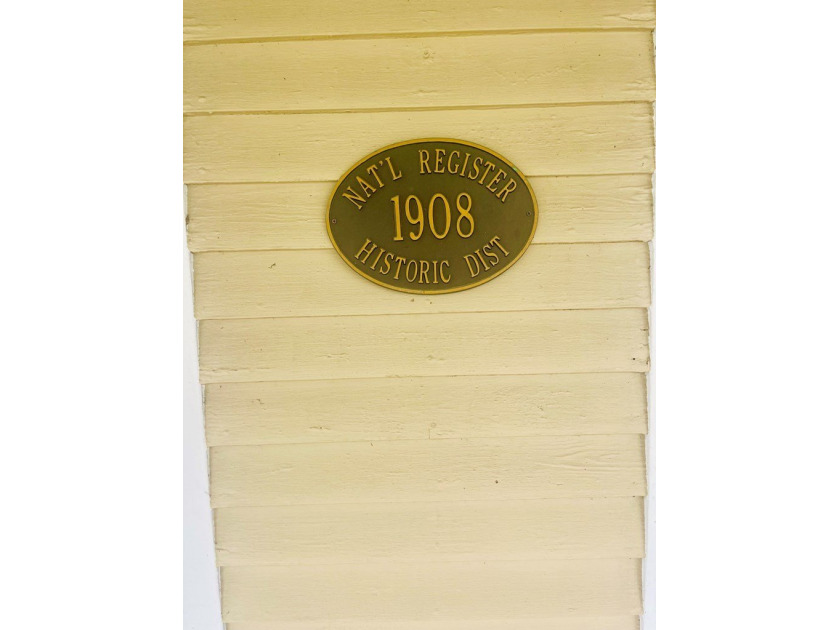 NAT'L REGISTER
1908
HISTORIC DIST